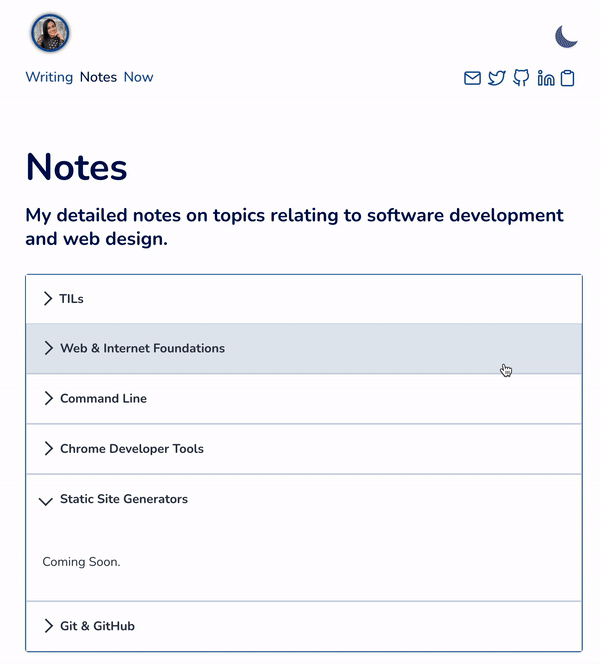 Writing Notes Now
Notes
My detailed notes on topics relating to software development
and web design.
TILs
Web & Internet Foundations
Command Line
Chrome Developer Tools
Static Site Generators
Coming Soon.
Git & GitHub